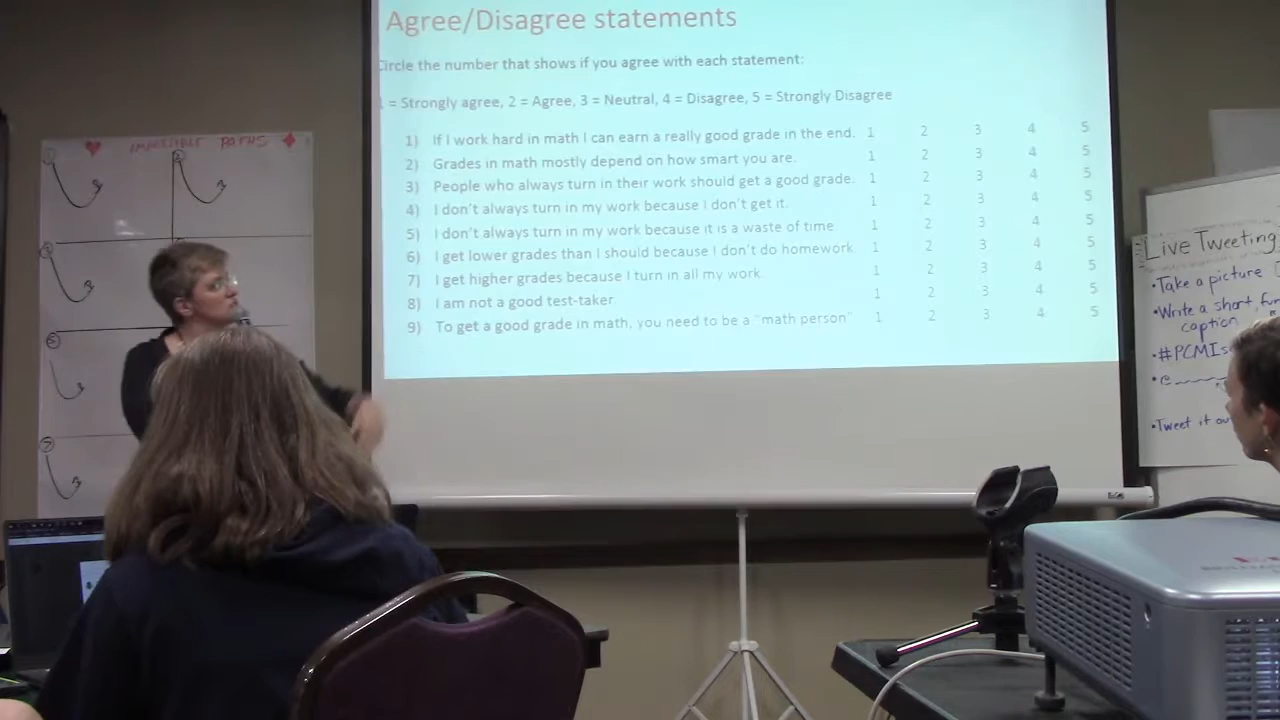 Agree/Disagree statements
Circle the number that shows if you agree with each statement:
1 = Strongly agree, 2 = Agree, 3 = Neutral, 4 = Disagree, 5 = Strongly Disagree
1) If I work hard in math I can earn a really good grade in the end. 1 2 3 4 5
2) Grades in math mostly depend on how smart you are. 1 2 3 4 5
3) People who always turn in their work should get a good grade. 1 2 3 4 5
4) I don't always turn in my work because I don't get it. 1 2 3 4 5
5) I don't always turn in my work because it is a waste of time. 1 2 3 4 5
6) I get lower grades than I should because I don't do homework. 1 2 3 4 5
7) I get higher grades because I turn in all my work. 1 2 3 4 5
8) I am not a good test-taker 1 2 3 4 5
9) To get a good grade in math, you need to be a "math person" 1 2 3 4 5
IMPOSSIBLE PATHS
Live Tweeting
• Take a picture
• Write a short
caption
• #PCMI
• @
• Tweet it